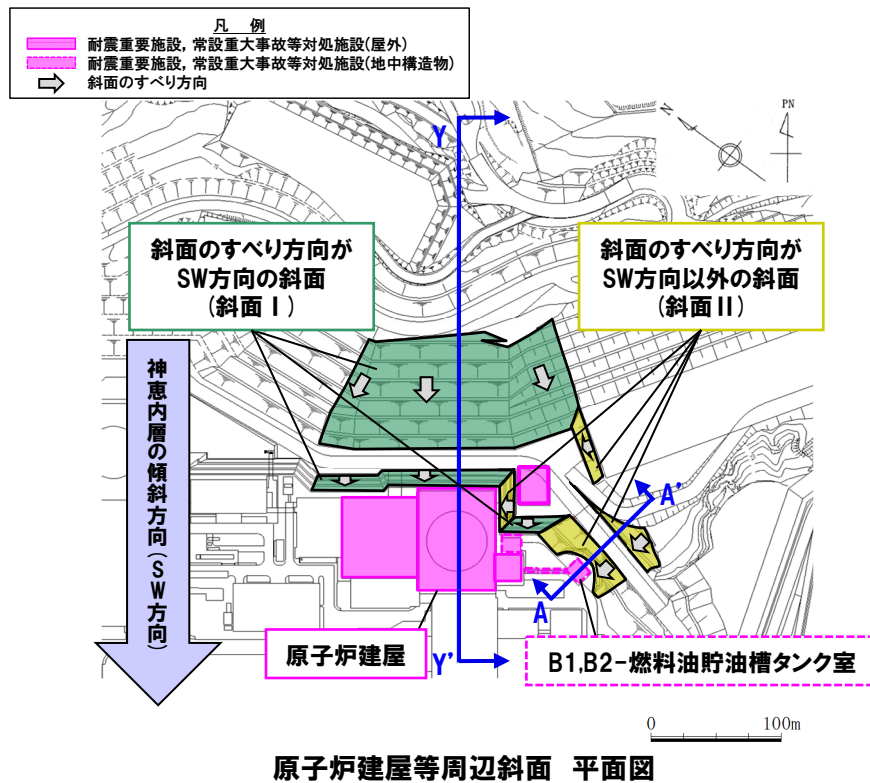 凡 例
耐震重要施設, 常設重大事故等対処施設(屋外)
耐震重要施設, 常設重大事故等対処施設(地中構造物)
斜面のすべり方向
N
PN
Y
斜面のすべり方向が
SW方向の斜面
(斜面Ⅰ)
斜面のすべり方向が
SW方向以外の斜面
(斜面II)
神恵内層の傾斜方向(SW方向)
A'
A
原子炉建屋
Y'
B1,B2-燃料油貯油槽タンク室
0 100m
原子炉建屋等周辺斜面 平面図